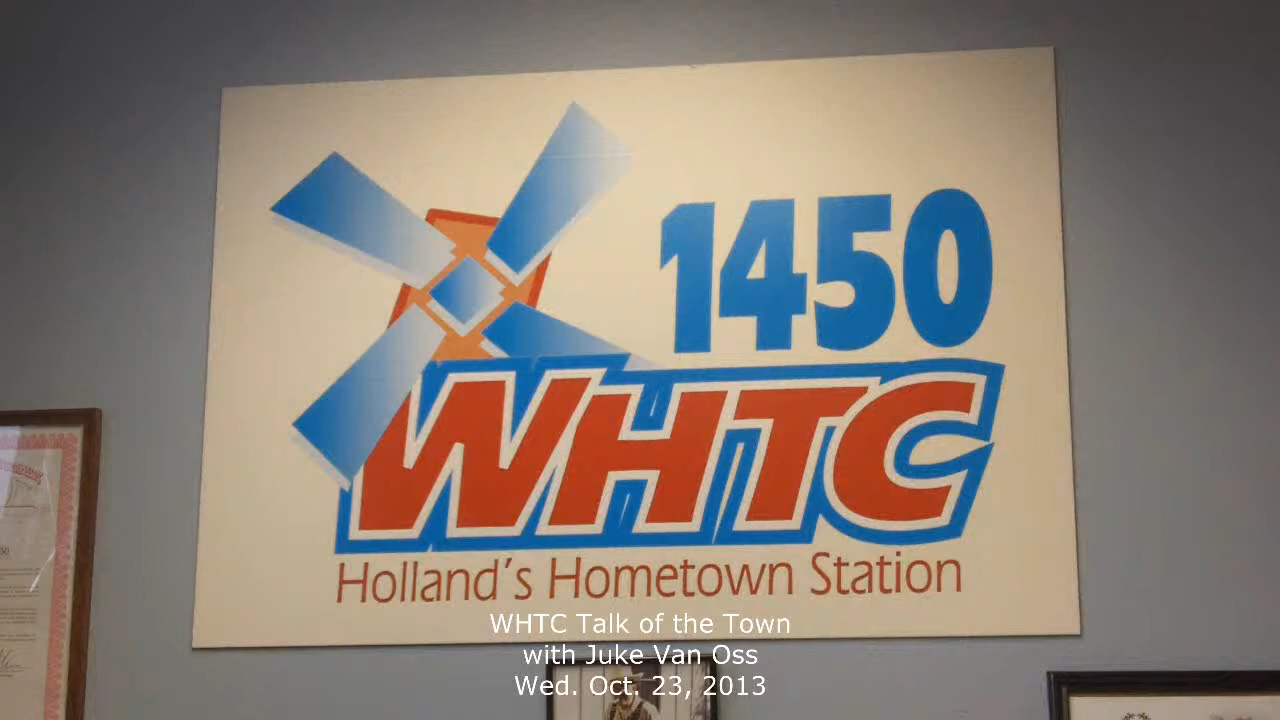 1450
WHTC
Holland's Hometown Station
WHTC Talk of the Town
with Juke Van Oss
Wed. Oct. 23, 2013